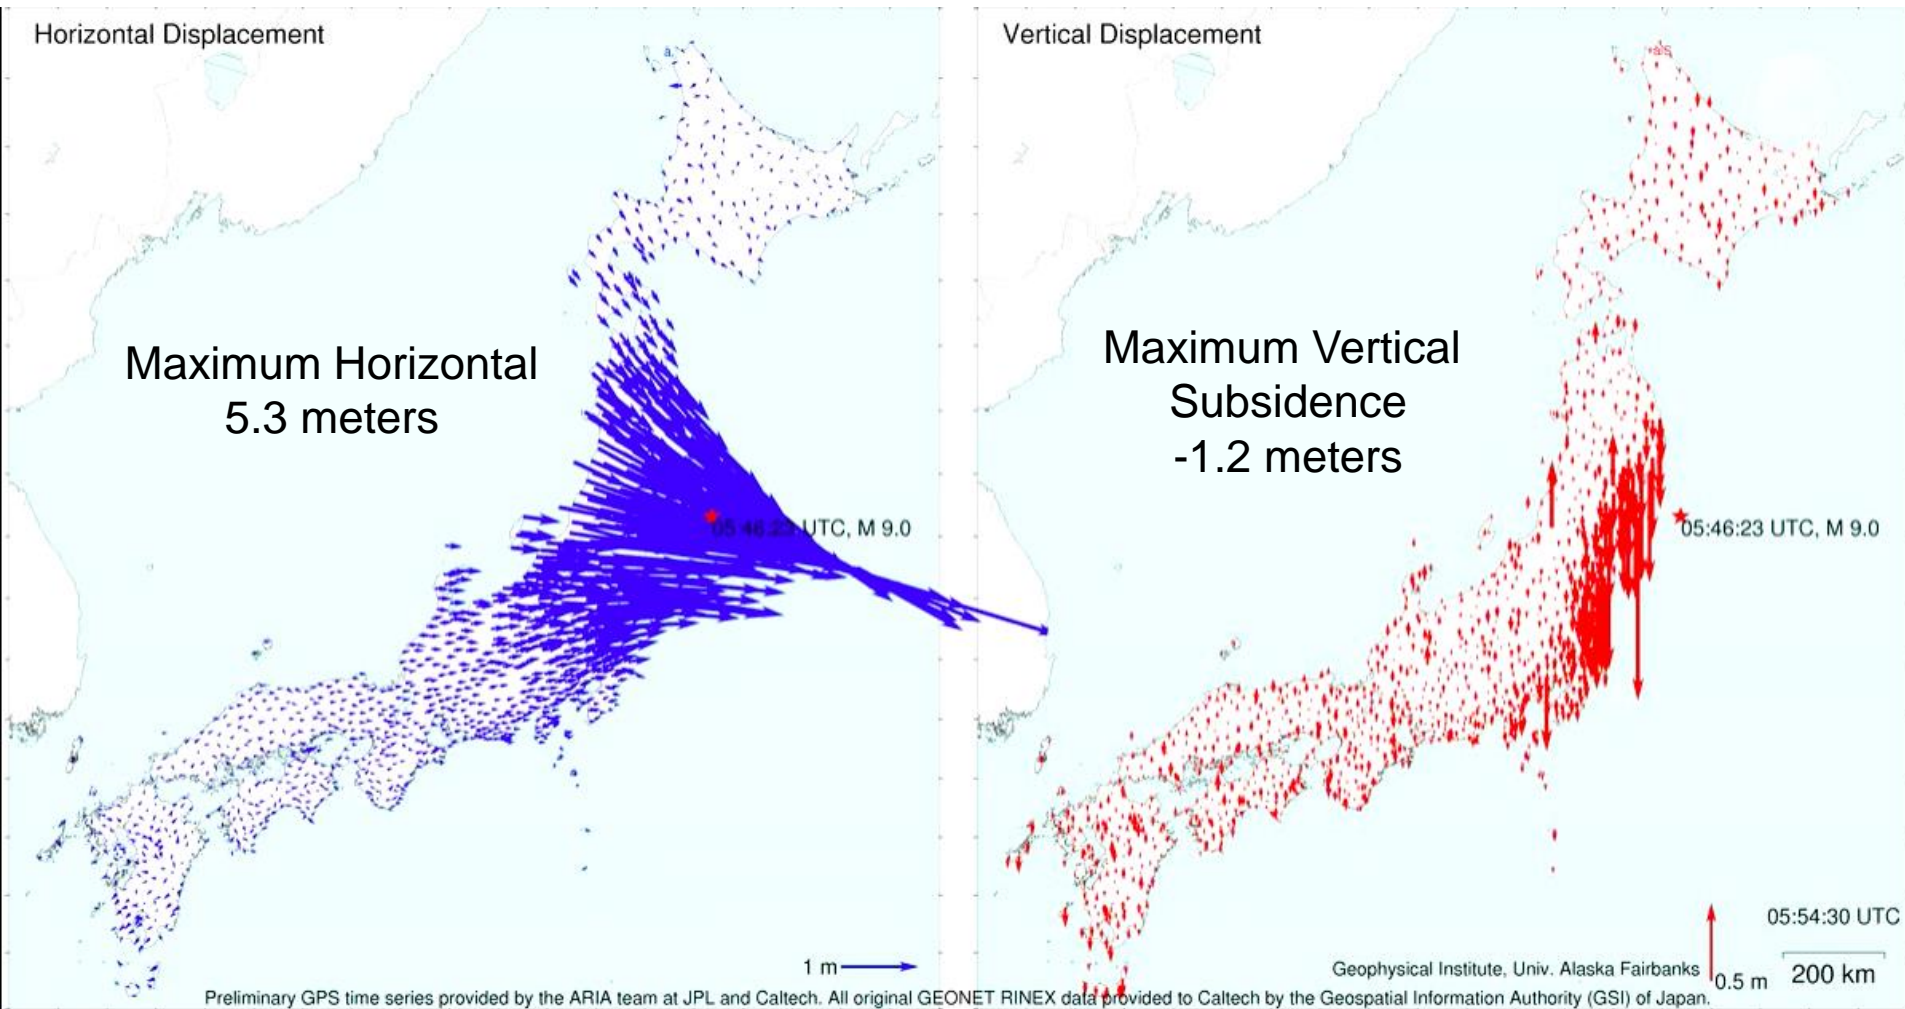 Horizontal Displacement
Maximum Horizontal
5.3 meters
05:46:23 UTC, M 9.0
1 m
Vertical Displacement
Maximum Vertical
Subsidence
-1.2 meters
05:46:23 UTC, M 9.0
05:54:30 UTC
Geophysical Institute, Univ. Alaska Fairbanks
0.5 m
200 km
Preliminary GPS time series provided by the ARIA team at JPL and Caltech. All original GEONET RINEX data provided to Caltech by the Geospatial Information Authority (GSI) of Japan.